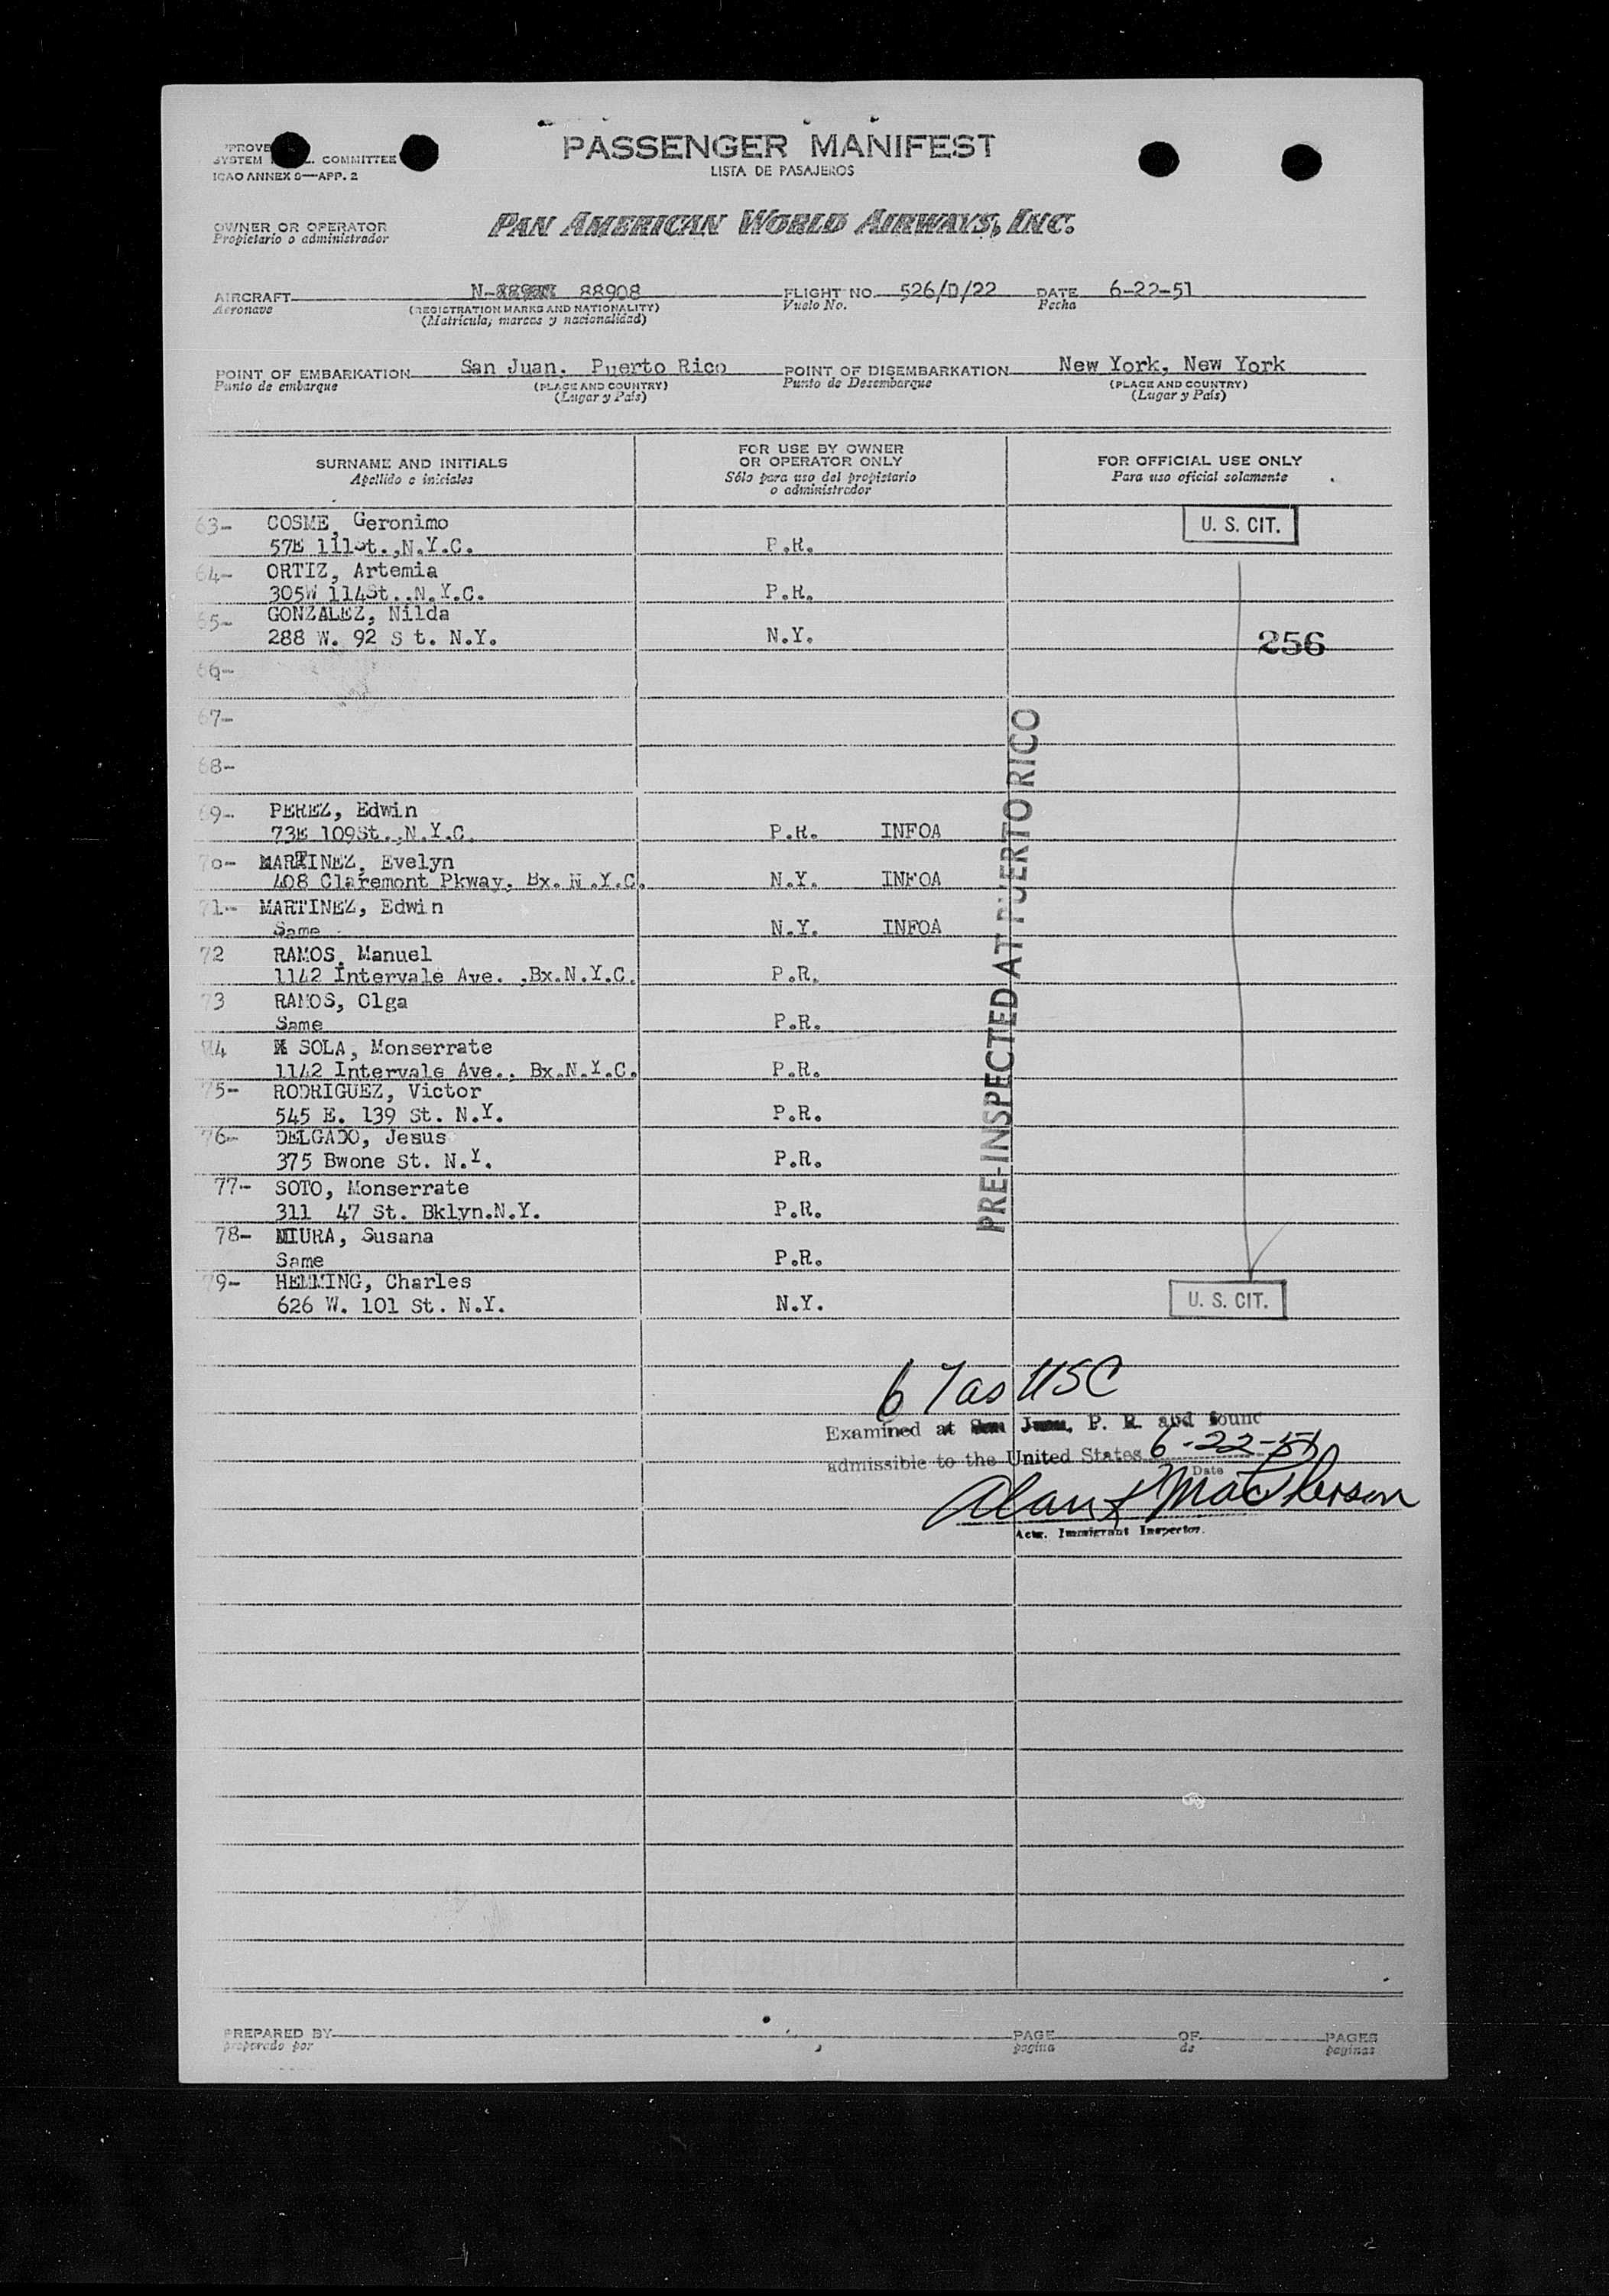 PASSENGER MANIFEST
LISTA DE PASAJEROS
SYSTEM COMMITTEE
ICAO ANNEX 9—APP. 2
OWNER OR OPERATOR
Propietario o administrador
PAN AMERICAN WORLD AIRWAYS, INC.
AIRCRAFT N- 88908 FLIGHT NO. 526/D/22 DATE 6-22-51
Aeronave (REGISTRATION MARKS AND NATIONALITY) Vuelo No. Fecha
(Matricula, marcas y nacionalidad)
POINT OF EMBARKATION San Juan, Puerto Rico POINT OF DISEMBARKATION New York, New York
Punto de embarque (PLACE AND COUNTRY) Punto de Desembarque (PLACE AND COUNTRY)
(Lugar y País) (Lugar y País)
SURNAME AND INITIALS FOR USE BY OWNER OR OPERATOR ONLY FOR OFFICIAL USE ONLY
Apellido e iniciales Sólo para uso del propietario o administrador Para uso oficial solamente
63- COSME, Geronimo U. S. CIT.
57E 111St.,N.Y.C. P.R.
64- ORTIZ, Artemia
305W 114St..N.Y.C. P.R.
65- GONZALEZ, Nilda
288 W. 92 S t. N.Y. N.Y. 256
66-
67-
68-
69- PEREZ, Edwin
73E 109St.,N.Y.C. P.R. INFOA
70- MARTINEZ, Evelyn
408 Claremont Pkway, Bx. N.Y.C. N.Y. INFOA
71- MARTINEZ, Edwin
Same N.Y. INFOA
72 RAMOS, Manuel
1142 Intervale Ave. ,Bx.N.Y.C. P.R.
73 RAMOS, Olga
Same P.R.
74 SOLA, Monserrate
1142 Intervale Ave., Bx.N.Y.C. P.R.
75- RODRIGUEZ, Victor
545 E. 139 St. N.Y. P.R.
76- DELGADO, Jesus
375 Bwone St. N.Y. P.R.
77- SOTO, Monserrate
311 47 St. Bklyn.N.Y. P.R.
78- MIURA, Susana
Same P.R.
79- HEMMING, Charles
626 W. 101 St. N.Y. N.Y. U. S. CIT.
PRE-INSPECTED AT PUERTO RICO
6 7 as USC
Examined at San Juan, P. R. and found
admissible to the United States 6-22-51
Date
Alan K MacPherson
Actg. Immigrant Inspector.
PREPARED BY PAGE OF PAGES
preparado por pagina de paginas